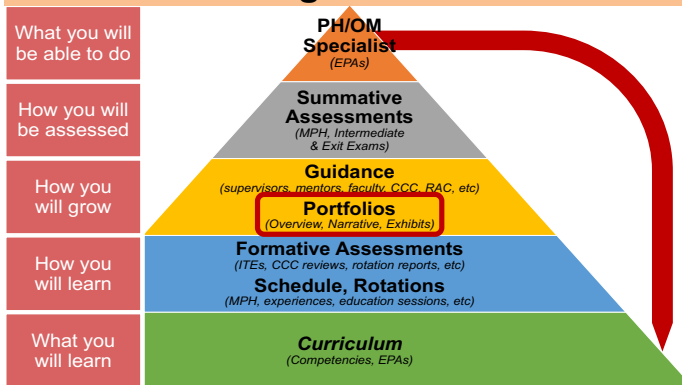 What you will
be able to do
PH/OM
Specialist
(EPAs)
How you will
be assessed
Summative
Assessments
(MPH, Intermediate
& Exit Exams)
How you
will grow
Guidance
(supervisors, mentors, faculty, CCC, RAC, etc)
Portfolios
(Overview, Narrative, Exhibits)
How you
will learn
Formative Assessments
(ITEs, CCC reviews, rotation reports, etc)
Schedule, Rotations
(MPH, experiences, education sessions, etc)
What you
will learn
Curriculum
(Competencies, EPAs)